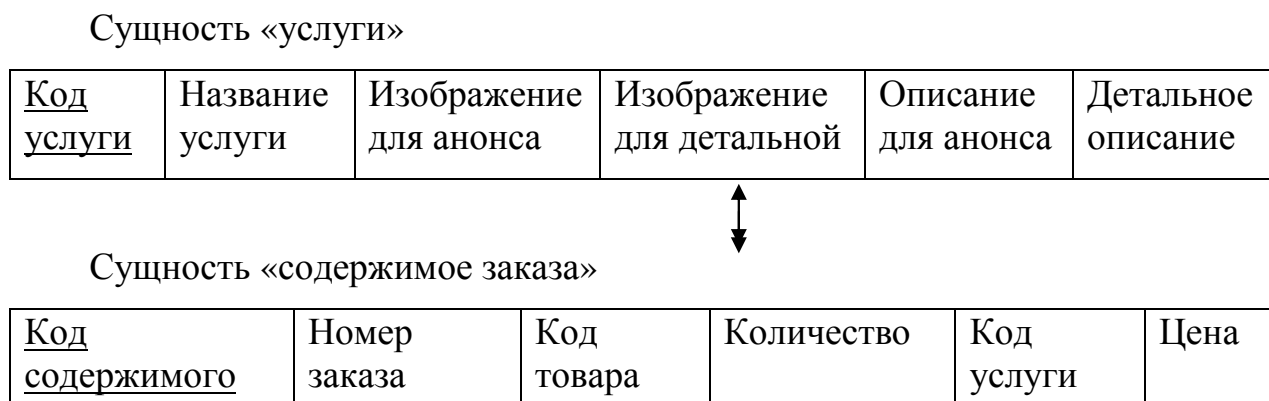 Сущность «услуги»
Код Название Изображение Изображение Описание Детальное
услуги услуги для анонса для детальной для анонса описание
Сущность «содержимое заказа»
Код Номер Код Количество Код Цена
содержимого заказа товара услуги